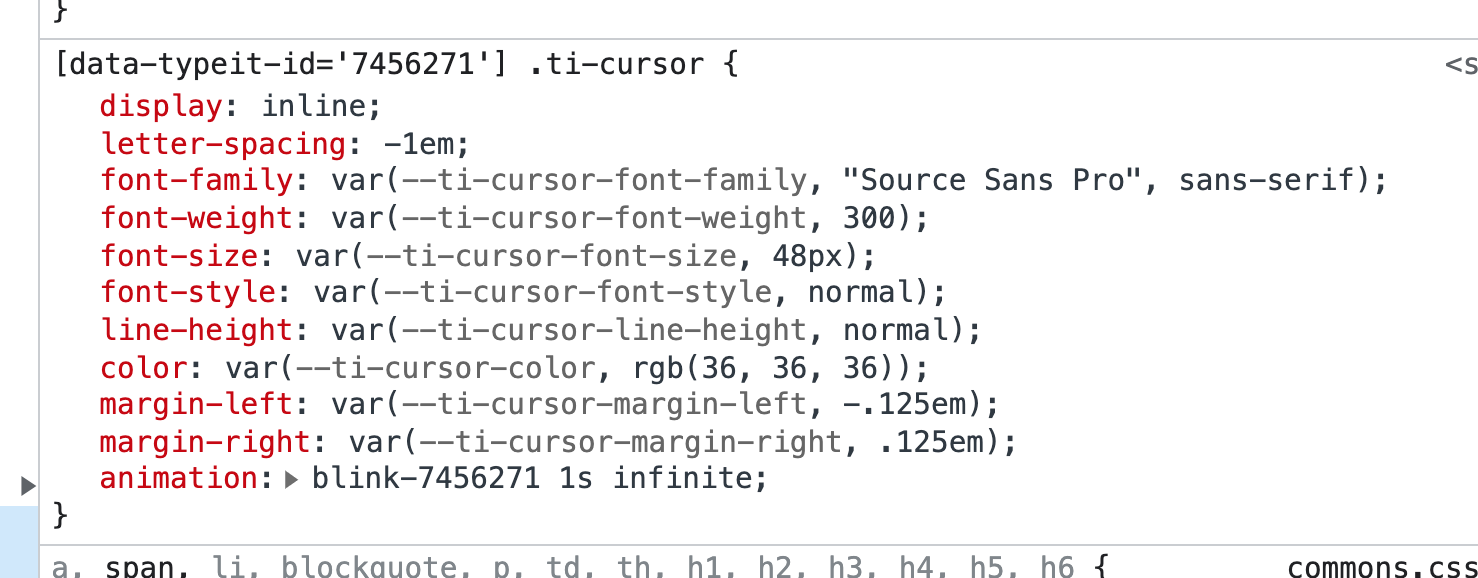 }
[data-typeit-id='7456271'] .ti-cursor { <s
display: inline;
letter-spacing: -1em;
font-family: var(--ti-cursor-font-family, "Source Sans Pro", sans-serif);
font-weight: var(--ti-cursor-font-weight, 300);
font-size: var(--ti-cursor-font-size, 48px);
font-style: var(--ti-cursor-font-style, normal);
line-height: var(--ti-cursor-line-height, normal);
color: var(--ti-cursor-color, rgb(36, 36, 36));
margin-left: var(--ti-cursor-margin-left, -.125em);
margin-right: var(--ti-cursor-margin-right, .125em);
animation: blink-7456271 1s infinite;
}
a, span, li, blockquote, p, td, th, h1, h2, h3, h4, h5, h6 { commons.css